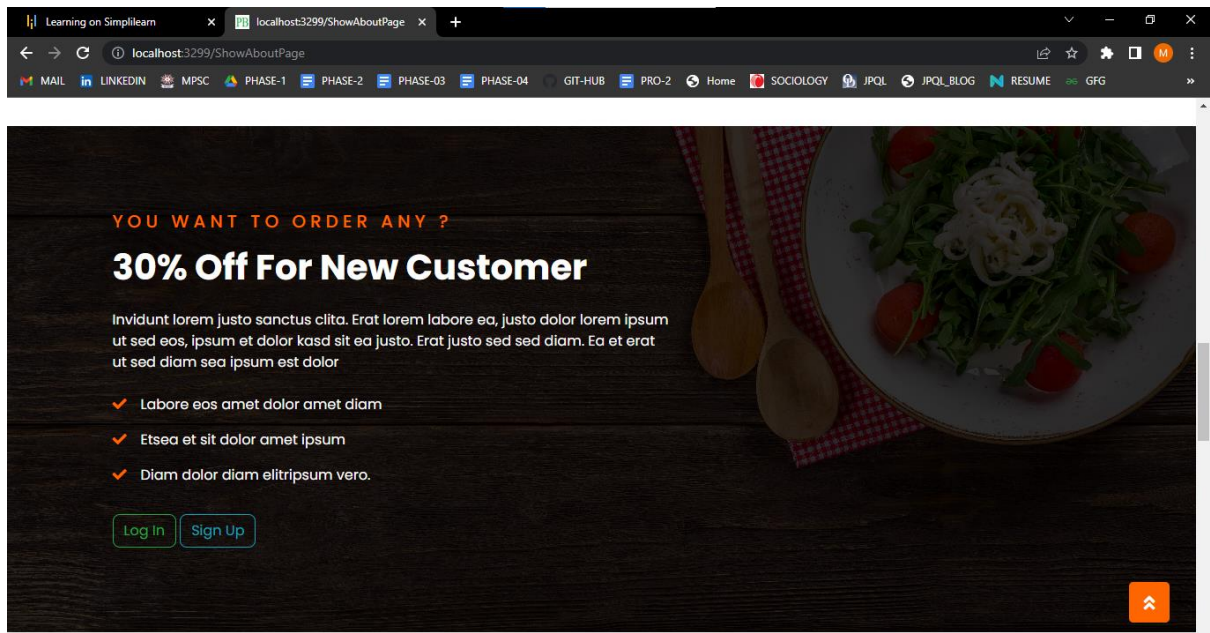 Learning on Simplilearn
PB localhost:3299/ShowAboutPage
localhost:3299/ShowAboutPage
M
MAIL in LINKEDIN MPSC PHASE-1 PHASE-2 PHASE-03 PHASE-04 GIT-HUB PRO-2 Home SOCIOLOGY JPQL JPQL_BLOG RESUME GFG »
YOU WANT TO ORDER ANY ?
30% Off For New Customer
Invidunt lorem justo sanctus clita. Erat lorem labore ea, justo dolor lorem ipsum
ut sed eos, ipsum et dolor kasd sit ea justo. Erat justo sed sed diam. Ea et erat
ut sed diam sea ipsum est dolor
Labore eos amet dolor amet diam
Etsea et sit dolor amet ipsum
Diam dolor diam elitripsum vero.
Log In Sign Up